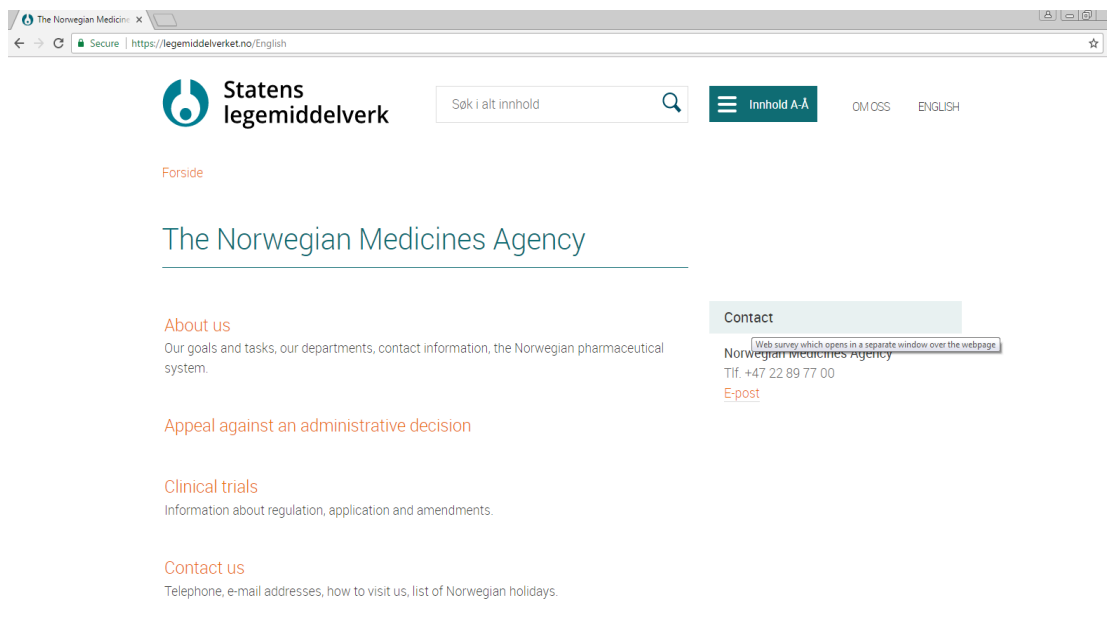 The Norwegian Medicine
Secure | https://legemiddelverket.no/English
Statens
legemiddelverk
Søk i alt innhold
Innhold A-Å
OM OSS
ENGLISH
Forside
The Norwegian Medicines Agency
About us
Our goals and tasks, our departments, contact information, the Norwegian pharmaceutical
system.
Appeal against an administrative decision
Clinical trials
Information about regulation, application and amendments.
Contact us
Telephone, e-mail addresses, how to visit us, list of Norwegian holidays.
Contact
Web survey which opens in a separate window over the webpage
Norwegian Medicines Agency
Tlf. +47 22 89 77 00
E-post